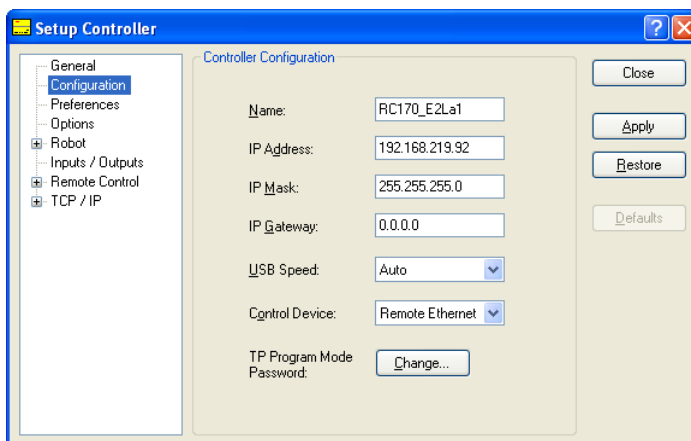 Setup Controller
General
Configuration
Preferences
Options
Robot
Inputs / Outputs
Remote Control
TCP / IP
Controller Configuration
Name: RC170_E2La1
IP Address: 192.168.219.92
IP Mask: 255.255.255.0
IP Gateway: 0.0.0.0
USB Speed: Auto
Control Device: Remote Ethernet
TP Program Mode
Password: Change...
Close
Apply
Restore
Defaults